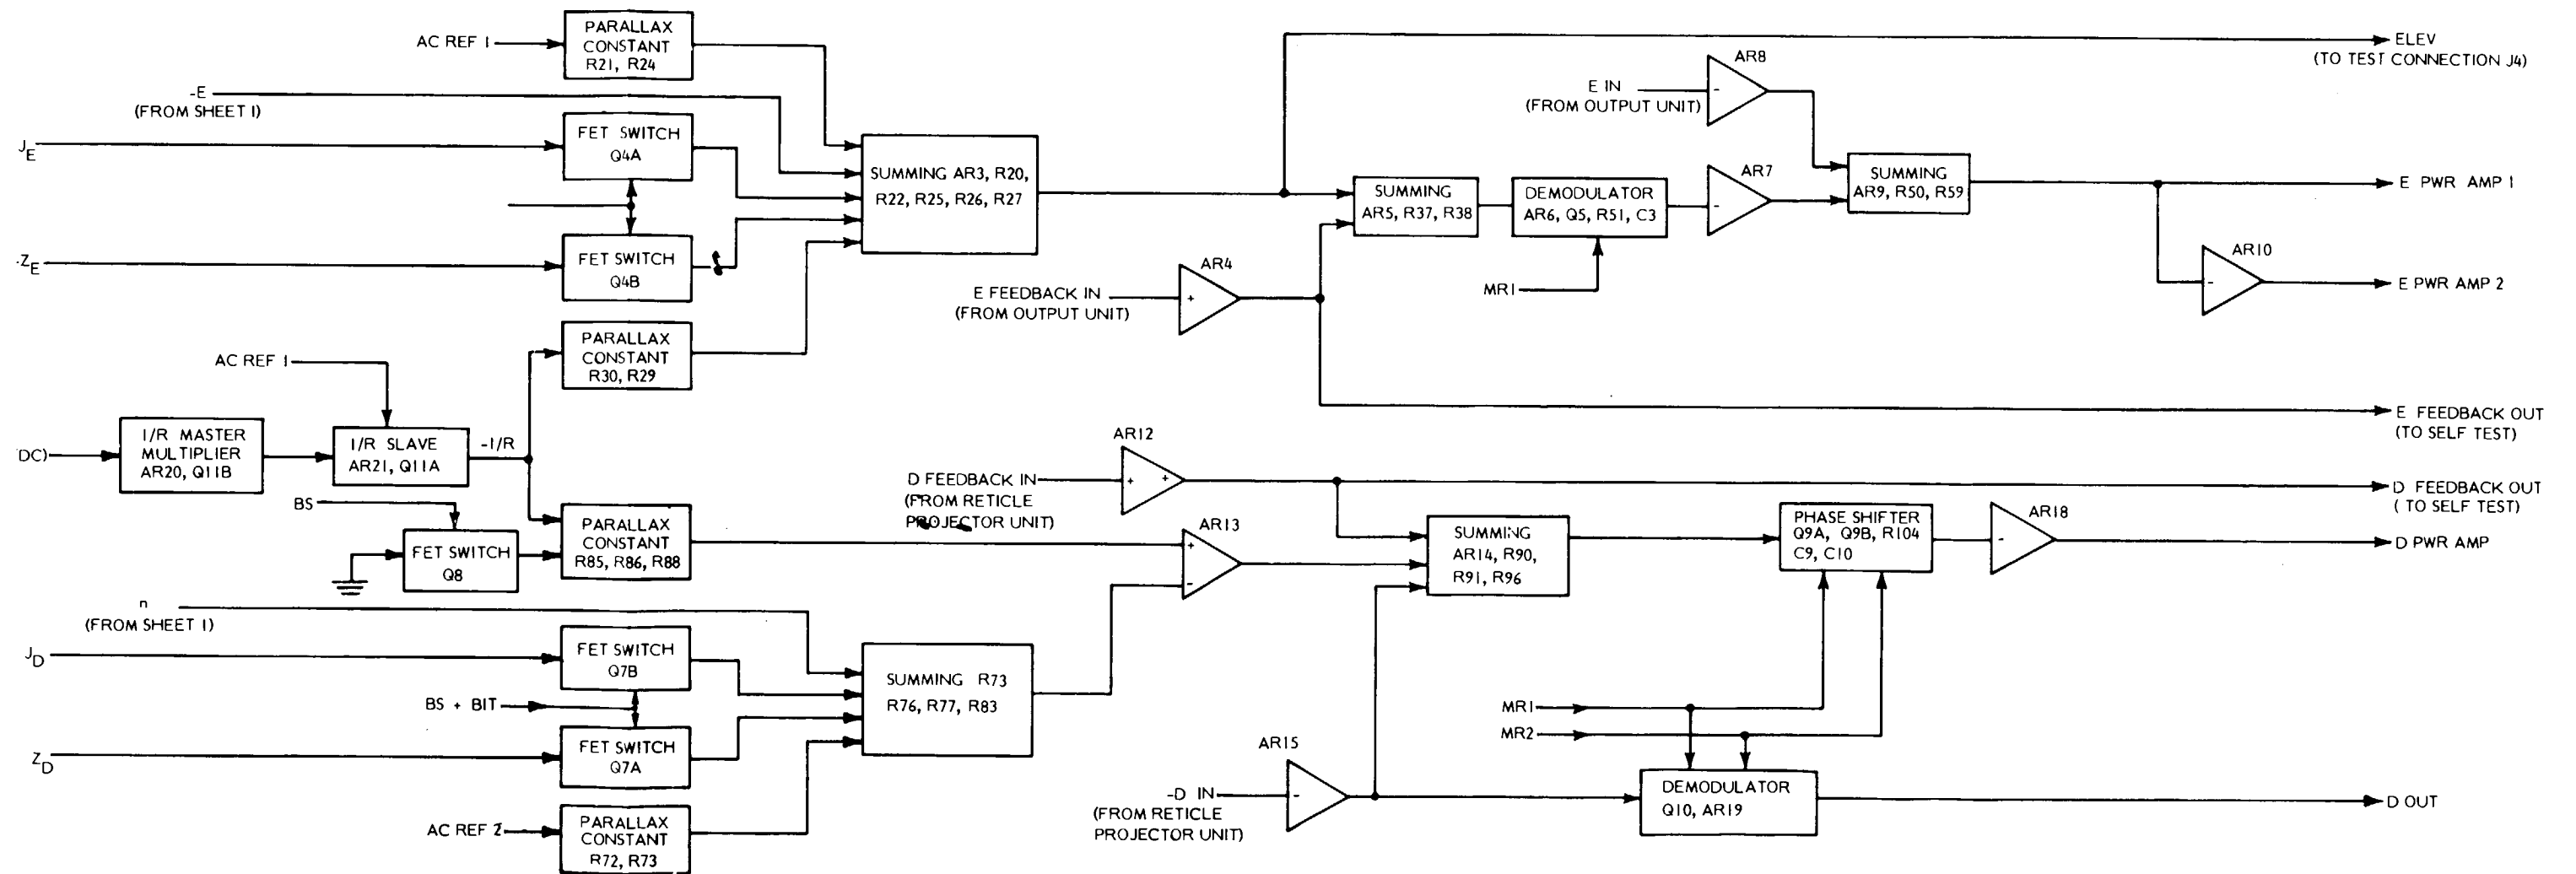 PARALLAX
CONSTANT
R21, R24
AC REF 1
-E
(FROM SHEET 1)
FET SWITCH
Q4A
JE
SUMMING AR3, R20,
R22, R25, R26, R27
FET SWITCH
Q4B
-ZE
PARALLAX
CONSTANT
R30, R29
AC REF 1
DC)
I/R MASTER
MULTIPLIER
AR20, Q11B
I/R SLAVE
AR21, Q11A
-I/R
BS
FET SWITCH
Q8
PARALLAX
CONSTANT
R85, R86, R88
n
(FROM SHEET 1)
JD
FET SWITCH
Q7B
BS + BIT
ZD
FET SWITCH
Q7A
SUMMING R73
R76, R77, R83
AC REF 2
PARALLAX
CONSTANT
R72, R73
ELEV
(TO TEST CONNECTION J4)
AR8
E IN
(FROM OUTPUT UNIT)
-
SUMMING
AR5, R37, R38
DEMODULATOR
AR6, Q5, R51, C3
AR7
-
SUMMING
AR9, R50, R59
E PWR AMP 1
AR10
-
E PWR AMP 2
MR1
AR4
+
E FEEDBACK IN
(FROM OUTPUT UNIT)
E FEEDBACK OUT
(TO SELF TEST)
AR12
+ +
D FEEDBACK IN
(FROM RETICLE
PROJECTOR UNIT)
D FEEDBACK OUT
( TO SELF TEST)
AR13
+
-
SUMMING
AR14, R90,
R91, R96
PHASE SHIFTER
Q9A, Q9B, R104
C9, C10
AR18
-
D PWR AMP
MR1
MR2
AR15
-
-D IN
(FROM RETICLE
PROJECTOR UNIT)
DEMODULATOR
Q10, AR19
D OUT